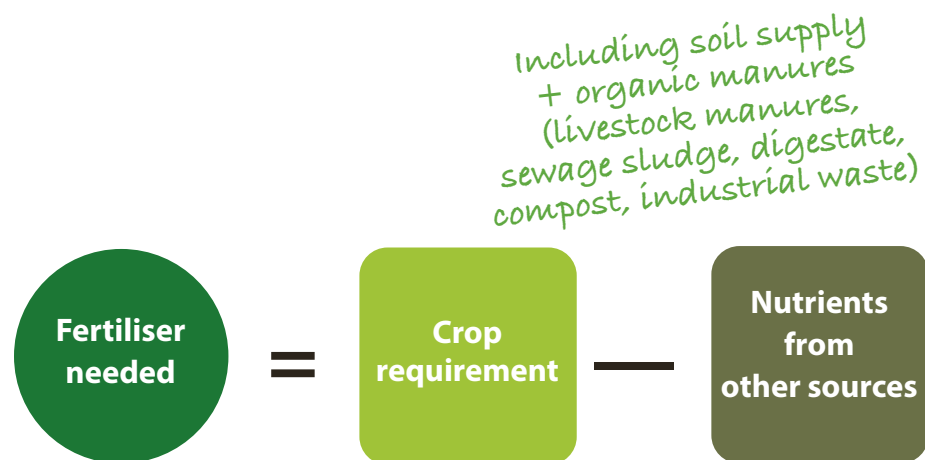 Including soil supply
+ organic manures
(livestock manures,
sewage sludge, digestate,
compost, industrial waste)
Fertiliser
needed
=
Crop
requirement
—
Nutrients
from
other sources